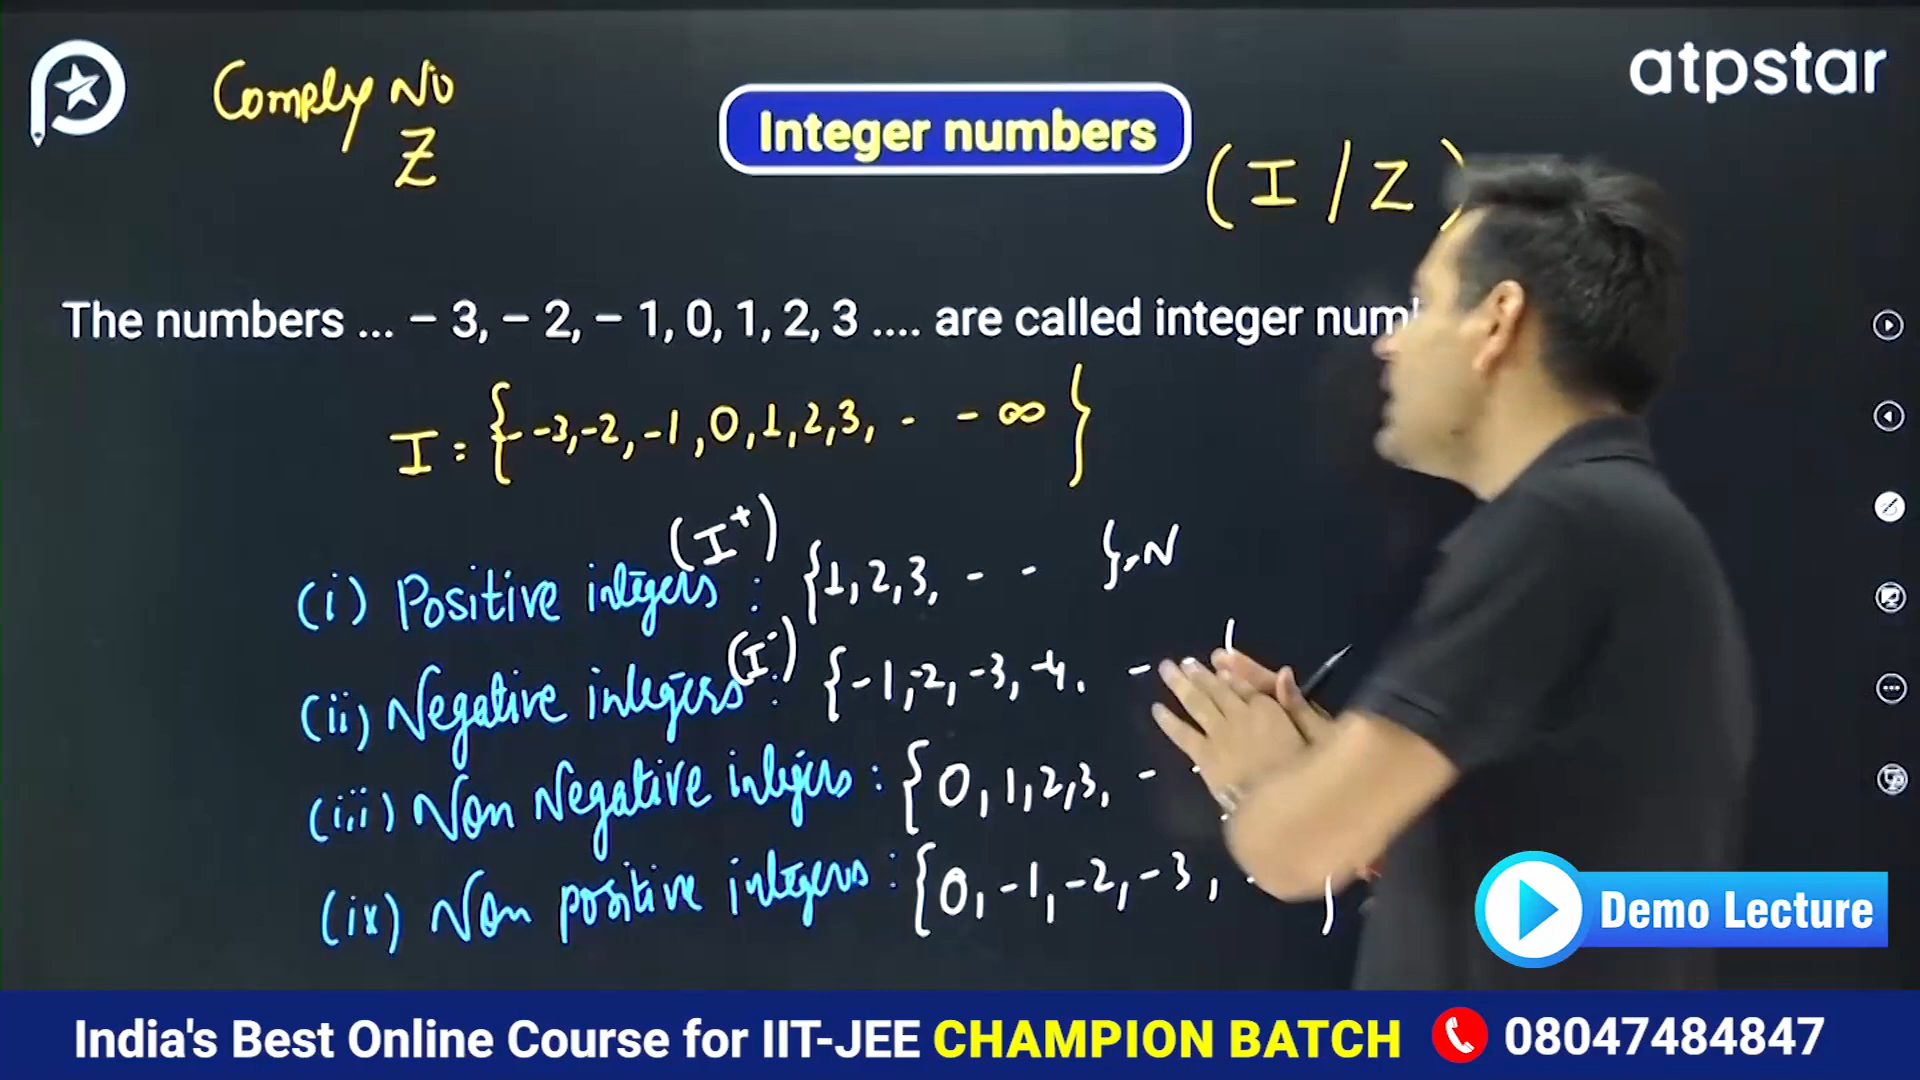 Comply No
Z
Integer numbers
atpstar
( I / Z )
The numbers ... – 3, – 2, – 1, 0, 1, 2, 3 .... are called integer
I = { - -3, -2, -1, 0, 1, 2, 3, - - ∞ }
(i) Positive integers (I⁺) : {1, 2, 3, - - } → N
(ii) Negative integers (I⁻) : { -1, -2, -3, -4, -
(iii) Non Negative integers : { 0, 1, 2, 3, - -
(ix) Non positive integers : { 0, -1, -2, -3, - }
Demo Lecture
India's Best Online Course for IIT-JEE CHAMPION BATCH 08047484847